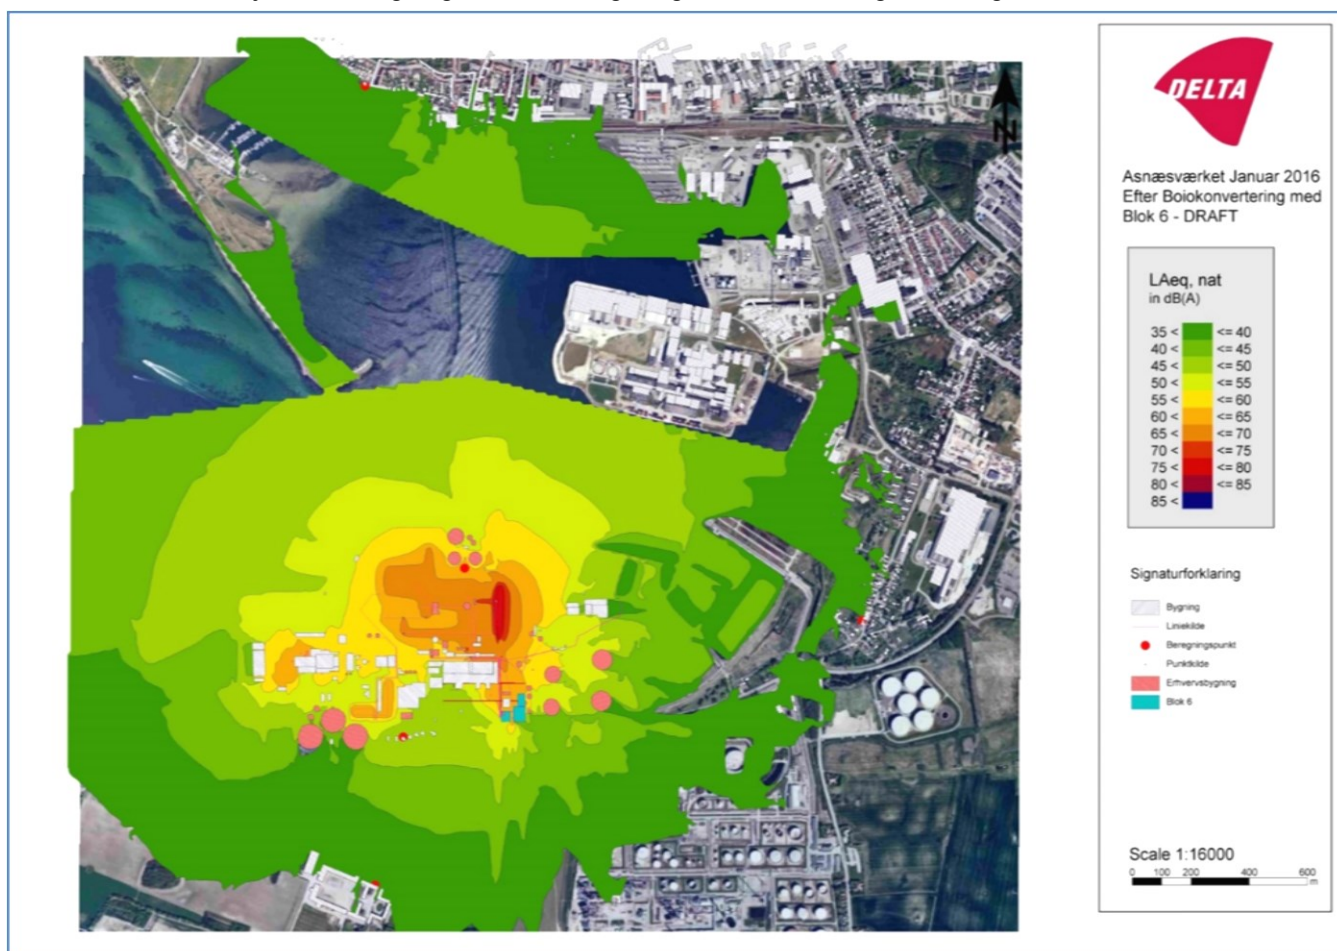 DELTA
N
Asnæsværket Januar 2016
Efter Boiokonvertering med
Blok 6 - DRAFT
LAeq, nat
in dB(A)
35 < <= 40
40 < <= 45
45 < <= 50
50 < <= 55
55 < <= 60
60 < <= 65
65 < <= 70
70 < <= 75
75 < <= 80
80 < <= 85
85 <
Signaturforklaring
Bygning
Liniekilde
Beregningspunkt
Punktkilde
Erhvervsbygning
Blok 6
Scale 1:16000
0 100 200 400 600
m